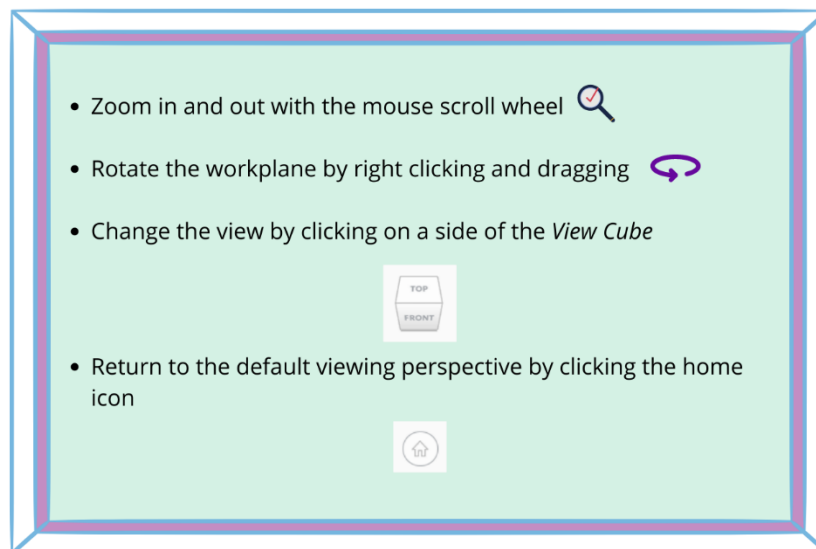 • Zoom in and out with the mouse scroll wheel
• Rotate the workplane by right clicking and dragging
• Change the view by clicking on a side of the View Cube
TOP
FRONT
• Return to the default viewing perspective by clicking the home
icon